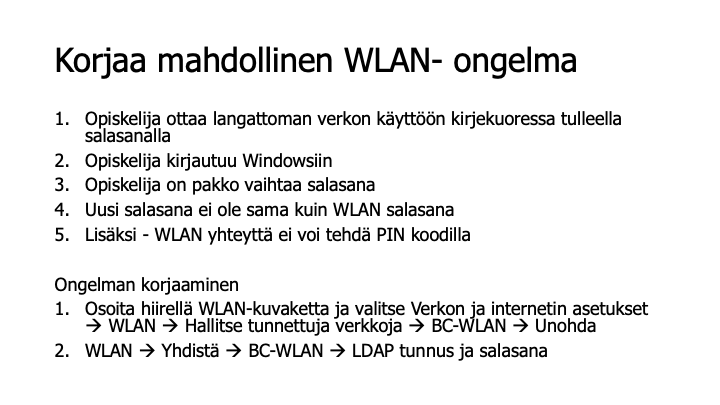 Korjaa mahdollinen WLAN- ongelma
1. Opiskelija ottaa langattoman verkon käyttöön kirjekuoressa tulleella
salasanalla
2. Opiskelija kirjautuu Windowsiin
3. Opiskelija on pakko vaihtaa salasana
4. Uusi salasana ei ole sama kuin WLAN salasana
5. Lisäksi - WLAN yhteyttä ei voi tehdä PIN koodilla
Ongelman korjaaminen
1. Osoita hiirellä WLAN-kuvaketta ja valitse Verkon ja internetin asetukset
→ WLAN → Hallitse tunnettuja verkkoja → BC-WLAN → Unohda
2. WLAN → Yhdistä → BC-WLAN → LDAP tunnus ja salasana